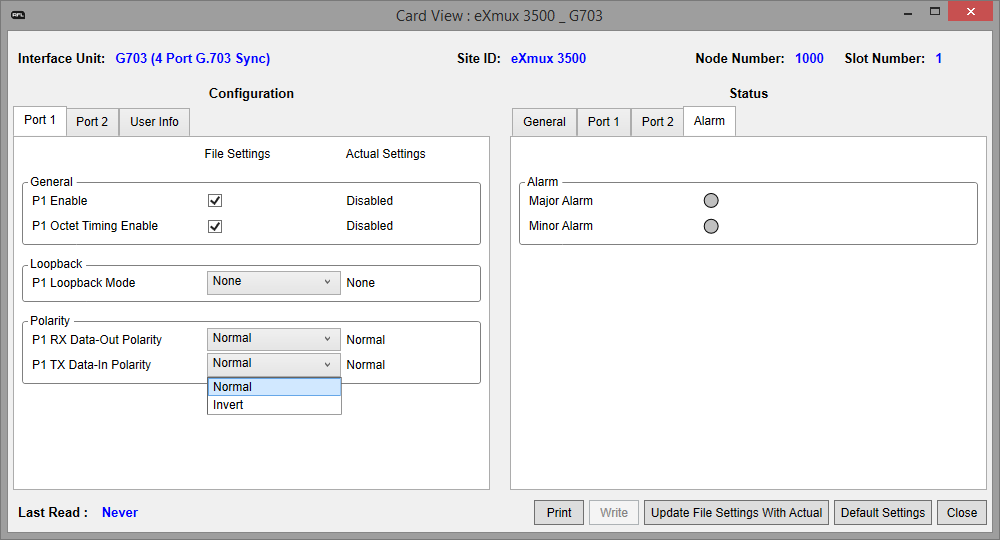 AFL
Card View : eXmux 3500 _ G703
Interface Unit: G703 (4 Port G.703 Sync) Site ID: eXmux 3500 Node Number: 1000 Slot Number: 1
Configuration
Port 1 Port 2 User Info
File Settings Actual Settings
General
P1 Enable Disabled
P1 Octet Timing Enable Disabled
Loopback
P1 Loopback Mode None None
Polarity
P1 RX Data-Out Polarity Normal Normal
P1 TX Data-In Polarity Normal Normal
Normal
Invert
Status
General Port 1 Port 2 Alarm
Alarm
Major Alarm
Minor Alarm
Last Read : Never
Print Write Update File Settings With Actual Default Settings Close